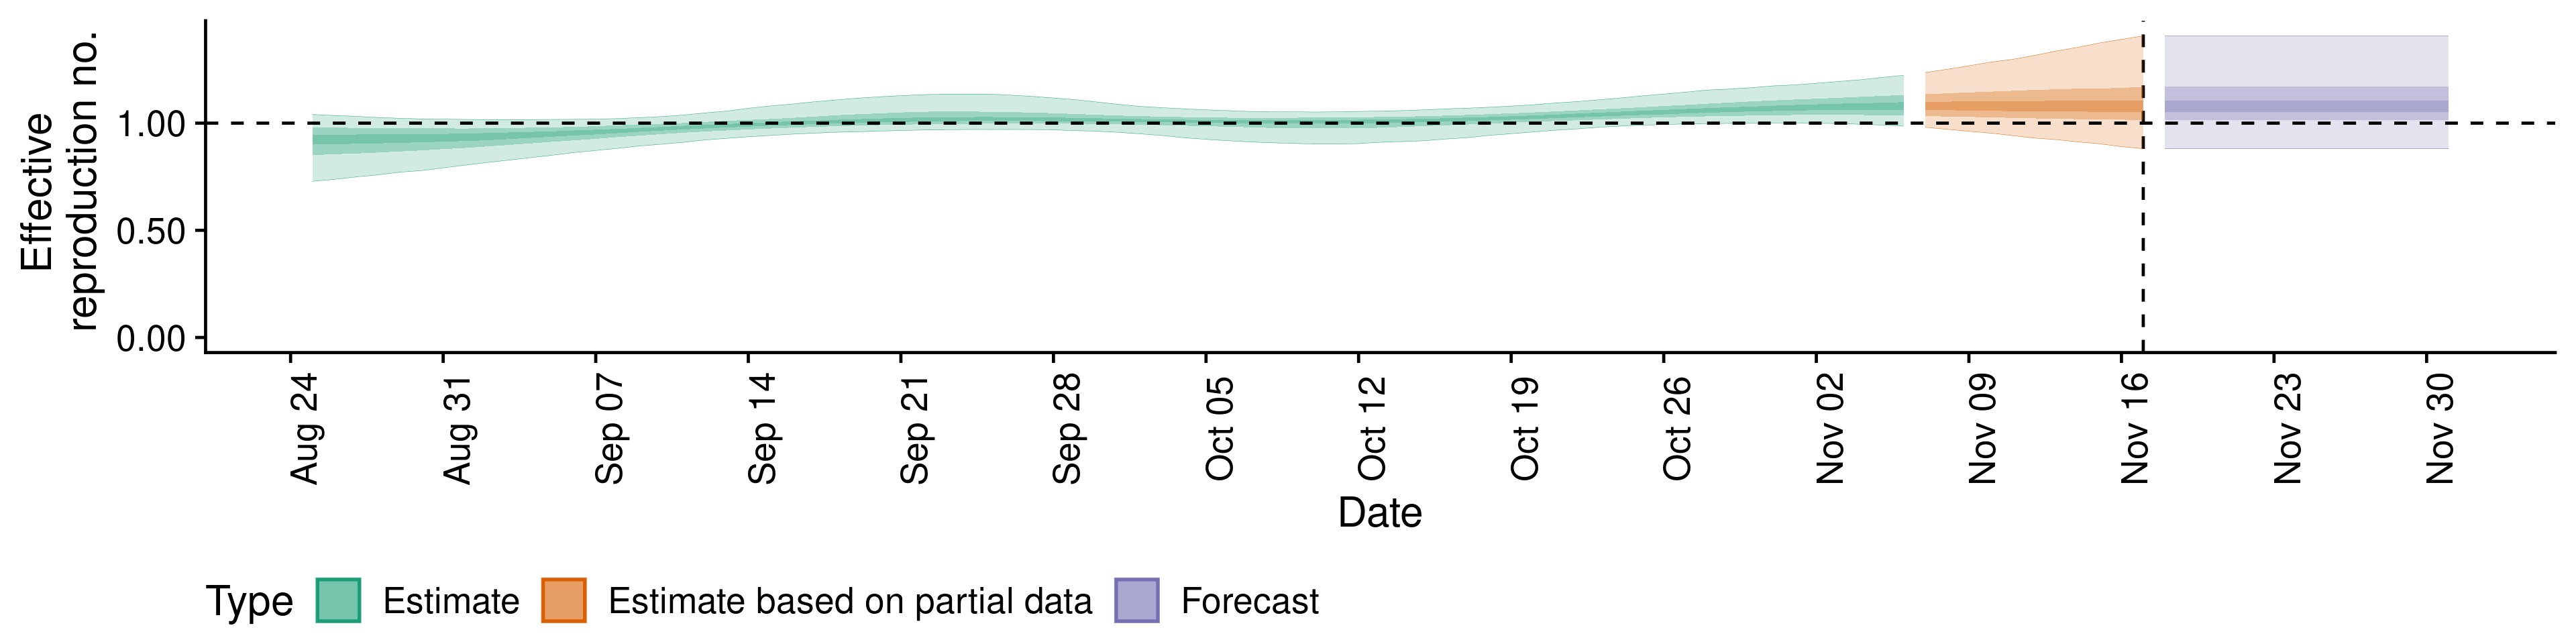 Effective
reproduction no.
1.00
0.50
0.00
Aug 24
Aug 31
Sep 07
Sep 14
Sep 21
Sep 28
Oct 05
Oct 12
Oct 19
Oct 26
Nov 02
Nov 09
Nov 16
Nov 23
Nov 30
Date
Type Estimate Estimate based on partial data Forecast